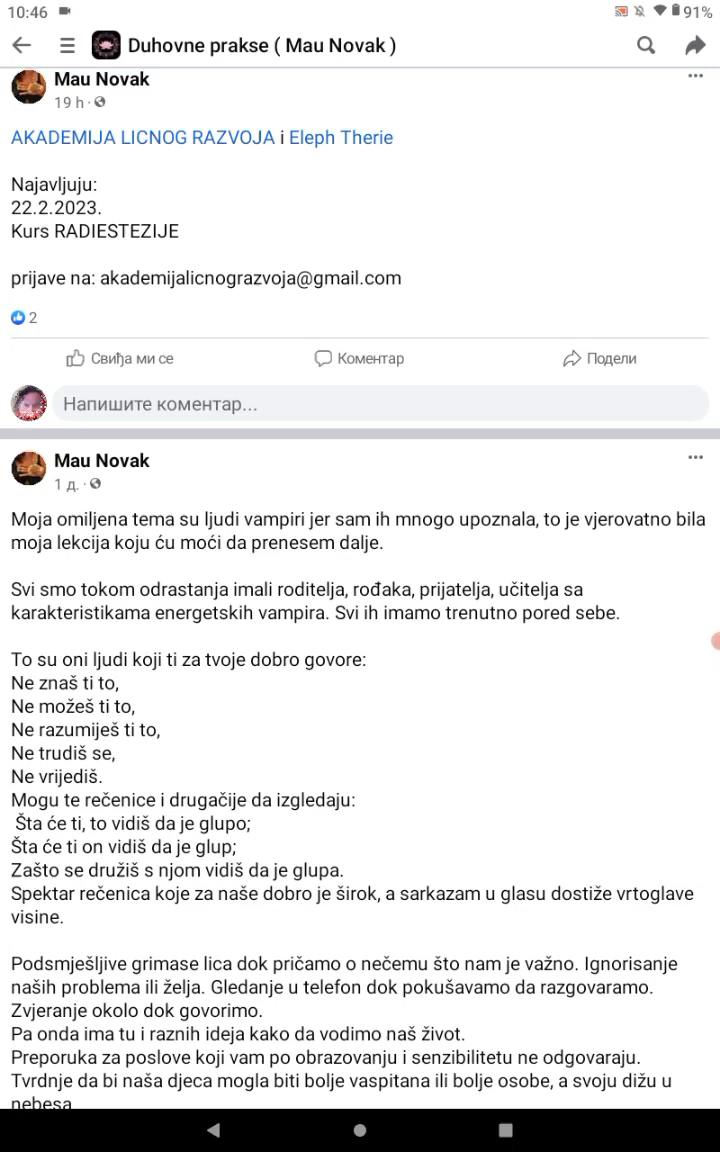 10:46
91%
Duhovne prakse ( Mau Novak )
Mau Novak
19 h ·
AKADEMIJA LICNOG RAZVOJA i Eleph Therie
Najavljuju:
22.2.2023.
Kurs RADIESTEZIJE
prijave na: akademijalicnograzvoja@gmail.com
2
Свиђа ми се
Коментар
Подели
Напишите коментар...
Mau Novak
1 д. ·
Moja omiljena tema su ljudi vampiri jer sam ih mnogo upoznala, to je vjerovatno bila
moja lekcija koju ću moći da prenesem dalje.
Svi smo tokom odrastanja imali roditelja, rođaka, prijatelja, učitelja sa
karakteristikama energetskih vampira. Svi ih imamo trenutno pored sebe.
To su oni ljudi koji ti za tvoje dobro govore:
Ne znaš ti to,
Ne možeš ti to,
Ne razumiješ ti to,
Ne trudiš se,
Ne vrijediš.
Mogu te rečenice i drugačije da izgledaju:
Šta će ti, to vidiš da je glupo;
Šta će ti on vidiš da je glup;
Zašto se družiš s njom vidiš da je glupa.
Spektar rečenica koje za naše dobro je širok, a sarkazam u glasu dostiže vrtoglave
visine.
Podsmješljive grimase lica dok pričamo o nečemu što nam je važno. Ignorisanje
naših problema ili želja. Gledanje u telefon dok pokušavamo da razgovaramo.
Zvjeranje okolo dok govorimo.
Pa onda ima tu i raznih ideja kako da vodimo naš život.
Preporuka za poslove koji vam po obrazovanju i senzibilitetu ne odgovaraju.
Tvrdnje da bi naša djeca mogla biti bolje vaspitana ili bolje osobe, a svoju dižu u
nebesa